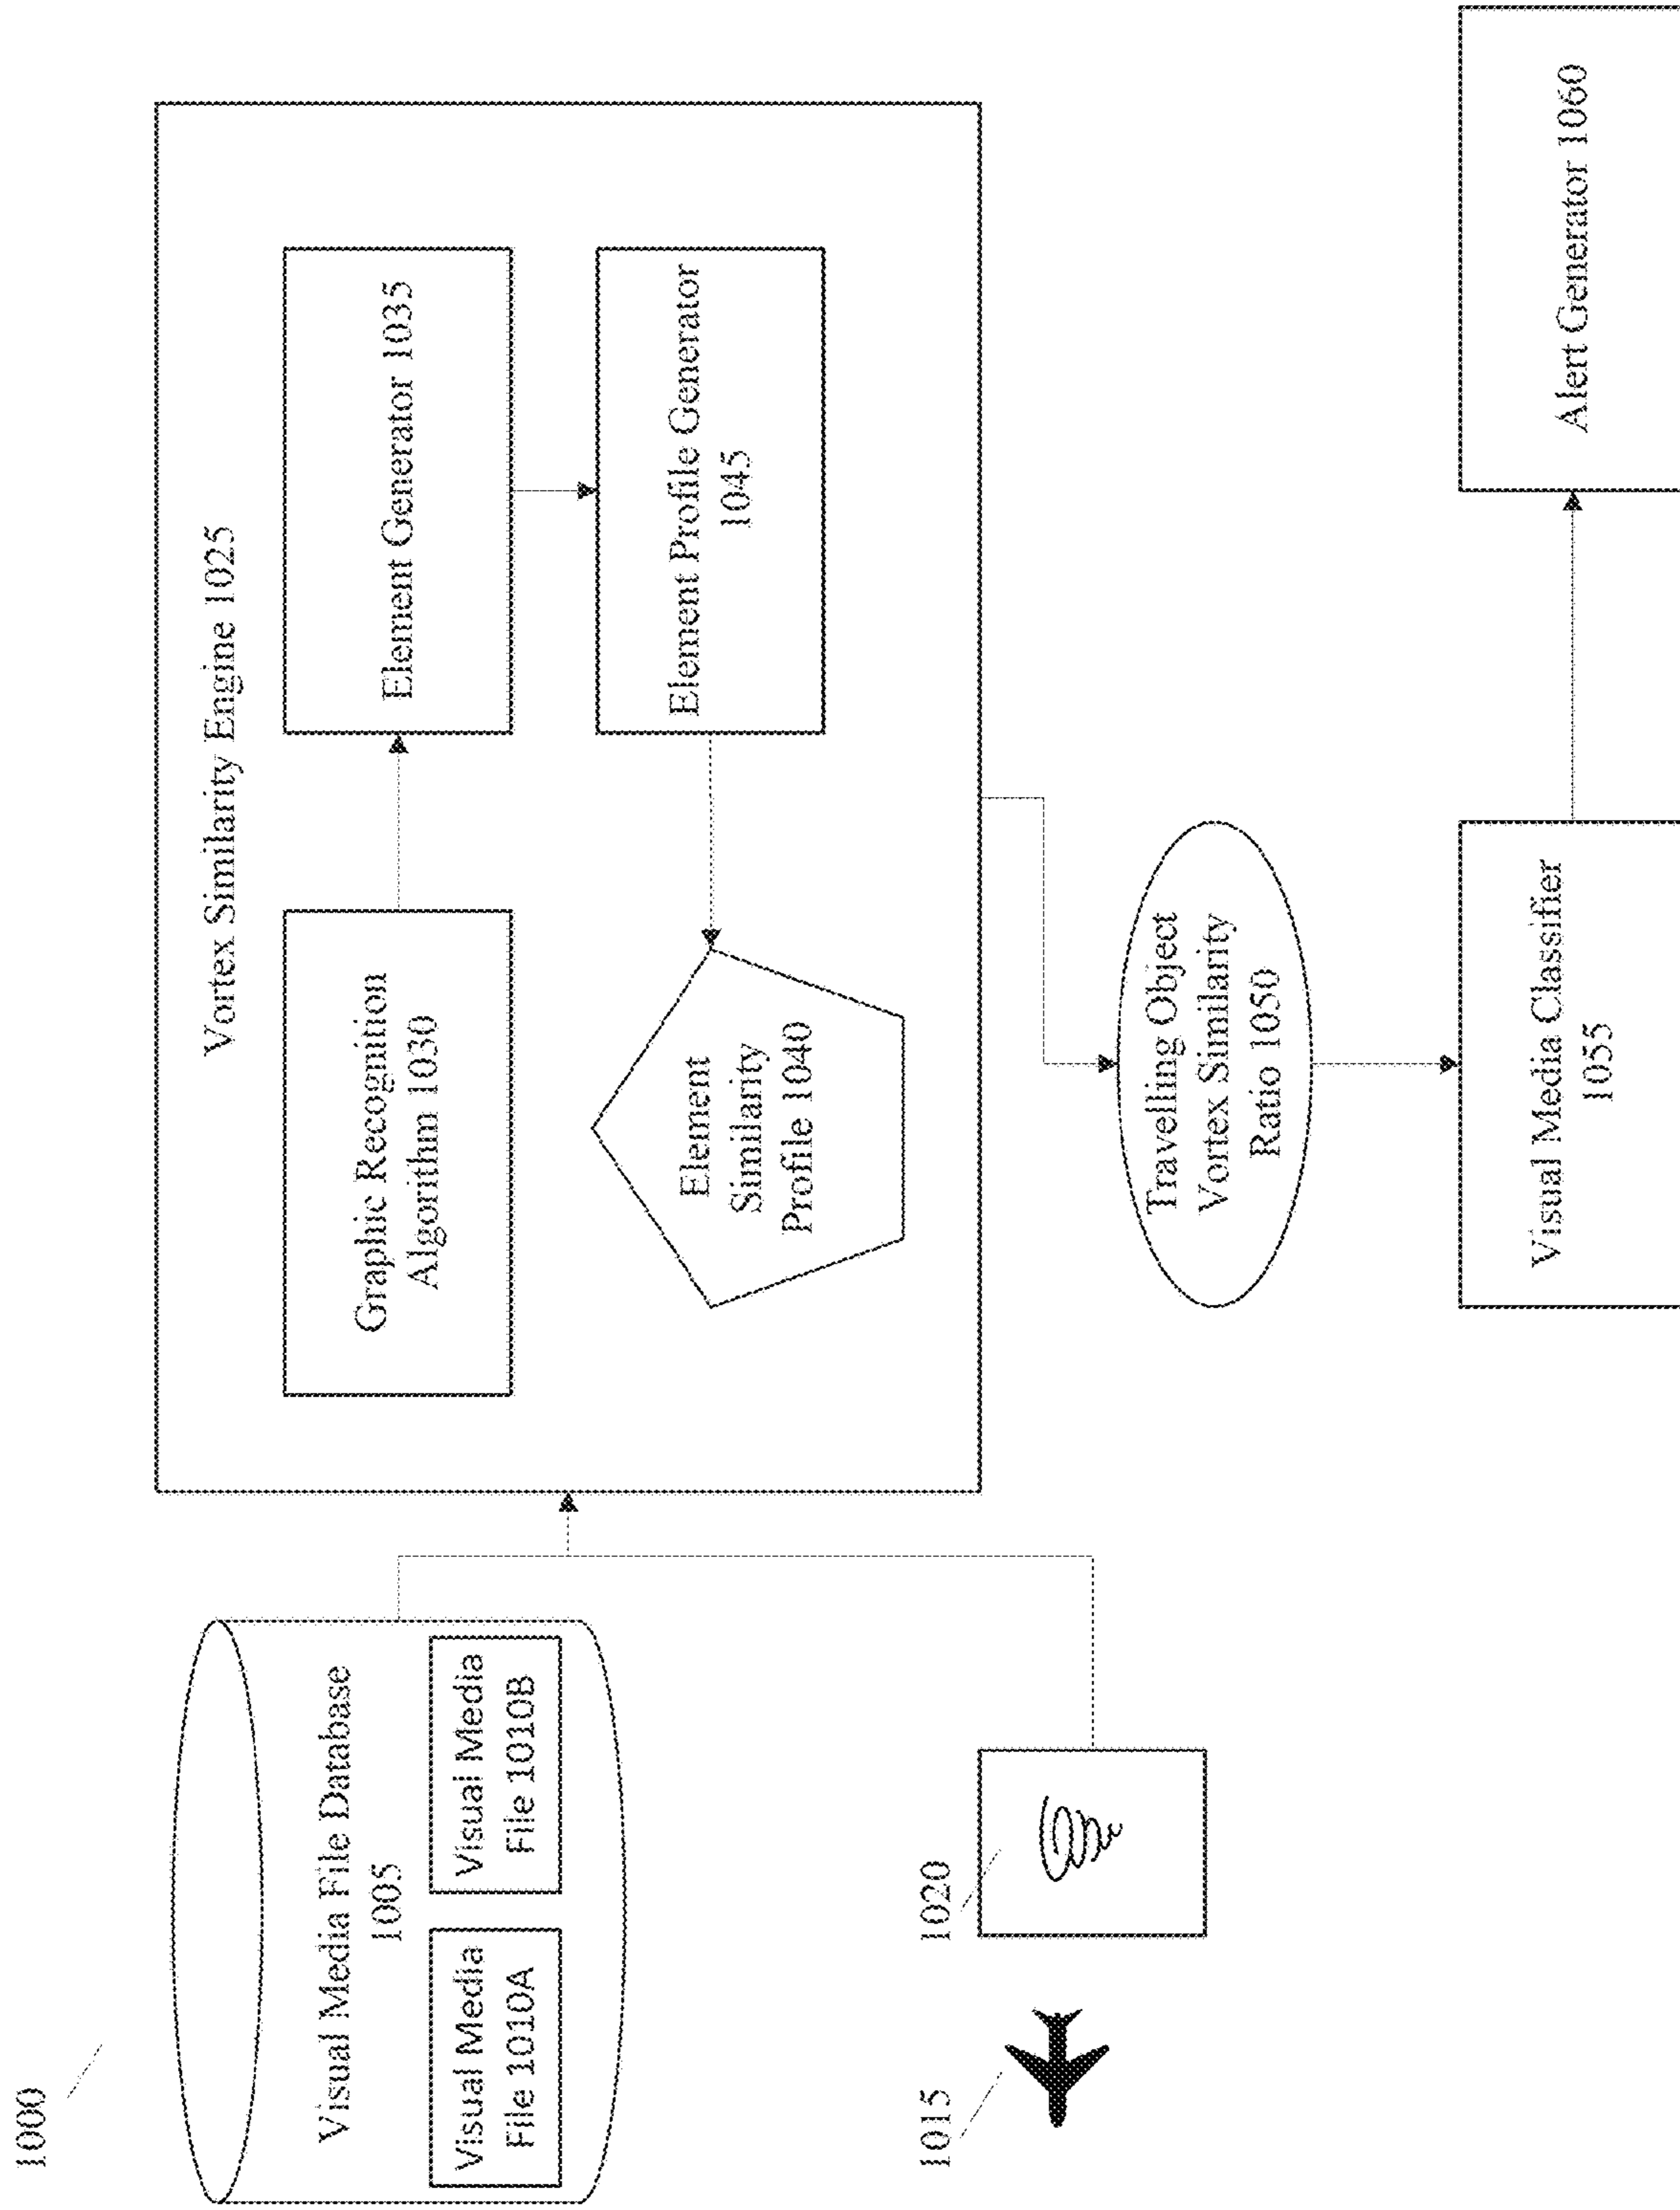 1000
Visual Media File Database
1005
Visual Media
File 1010A
Visual Media
File 1010B
1015
1020
Vortex Similarity Engine 1025
Graphic Recognition
Algorithm 1030
Element Generator 1035
Element
Similarity
Profile 1040
Element Profile Generator
1045
Travelling Object
Vortex Similarity
Ratio 1050
Visual Media Classifier
1055
Alert Generator 1060